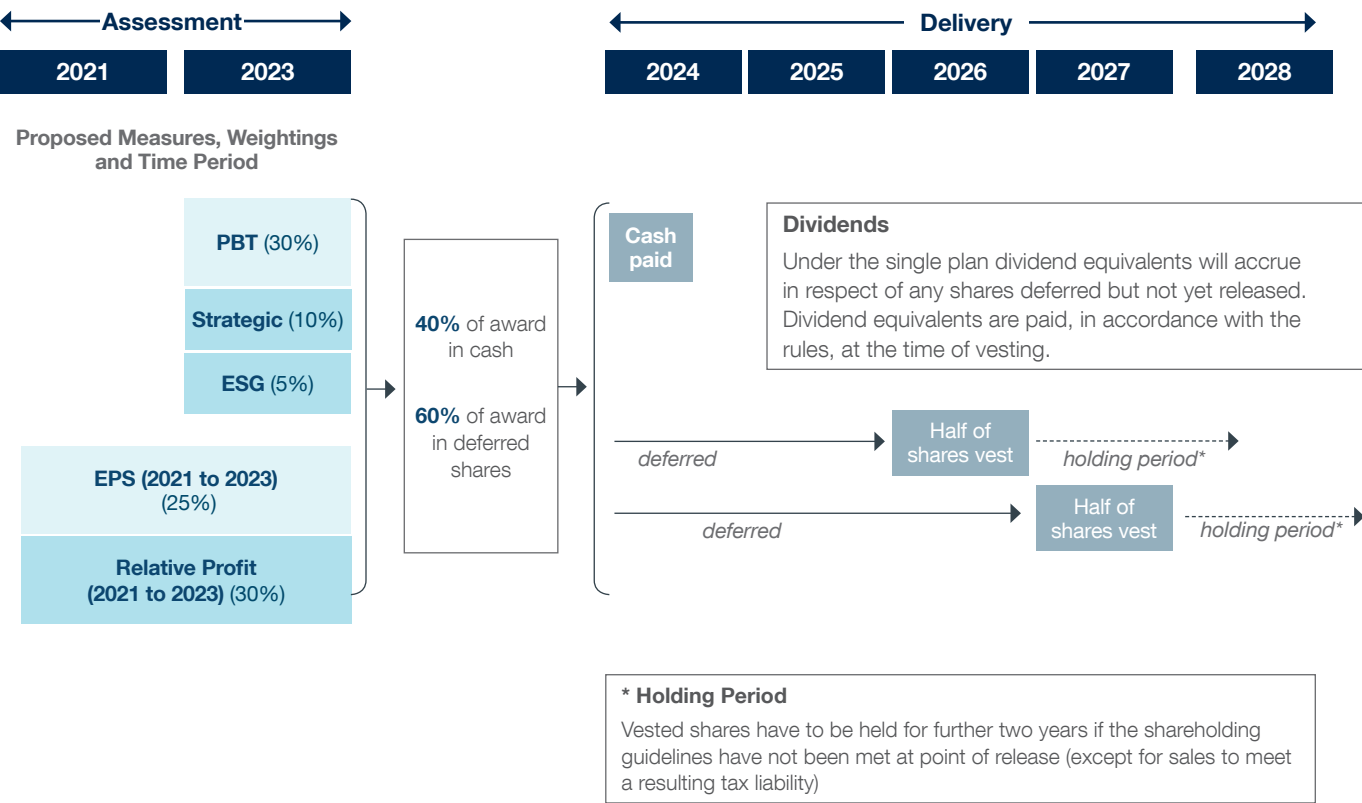 Assessment
Delivery
2021
2023
2024
2025
2026
2027
2028
Proposed Measures, Weightings
and Time Period
PBT (30%)
Strategic (10%)
ESG (5%)
EPS (2021 to 2023)
(25%)
Relative Profit
(2021 to 2023) (30%)
40% of award
in cash
60% of award
in deferred
shares
Cash
paid
Dividends
Under the single plan dividend equivalents will accrue
in respect of any shares deferred but not yet released.
Dividend equivalents are paid, in accordance with the
rules, at the time of vesting.
deferred
Half of
shares vest
holding period*
deferred
Half of
shares vest
holding period*
* Holding Period
Vested shares have to be held for further two years if the shareholding
guidelines have not been met at point of release (except for sales to meet
a resulting tax liability)